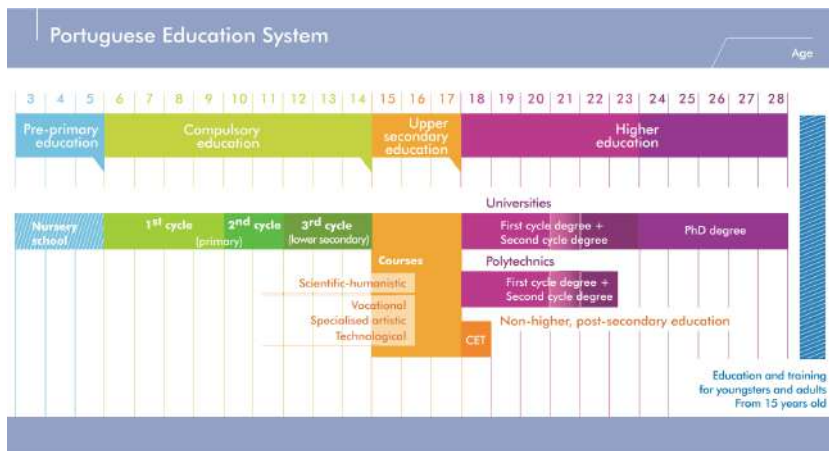 Portuguese Education System
Age
3 4 5 6 7 8 9 10 11 12 13 14 15 16 17 18 19 20 21 22 23 24 25 26 27 28
Pre-primary
education
Compulsory
education
Upper
secondary
education
Higher
education
Universities
Nursery
school
1st cycle
2nd cycle
(primary)
3rd cycle
(lower secondary)
First cycle degree +
Second cycle degree
PhD degree
Courses
Polytechnics
Scientific-humanistic
First cycle degree +
Second cycle degree
Vocational
Specialised artistic
Technological
Non-higher, post-secondary education
CET
Education and training
for youngsters and adults
From 15 years old